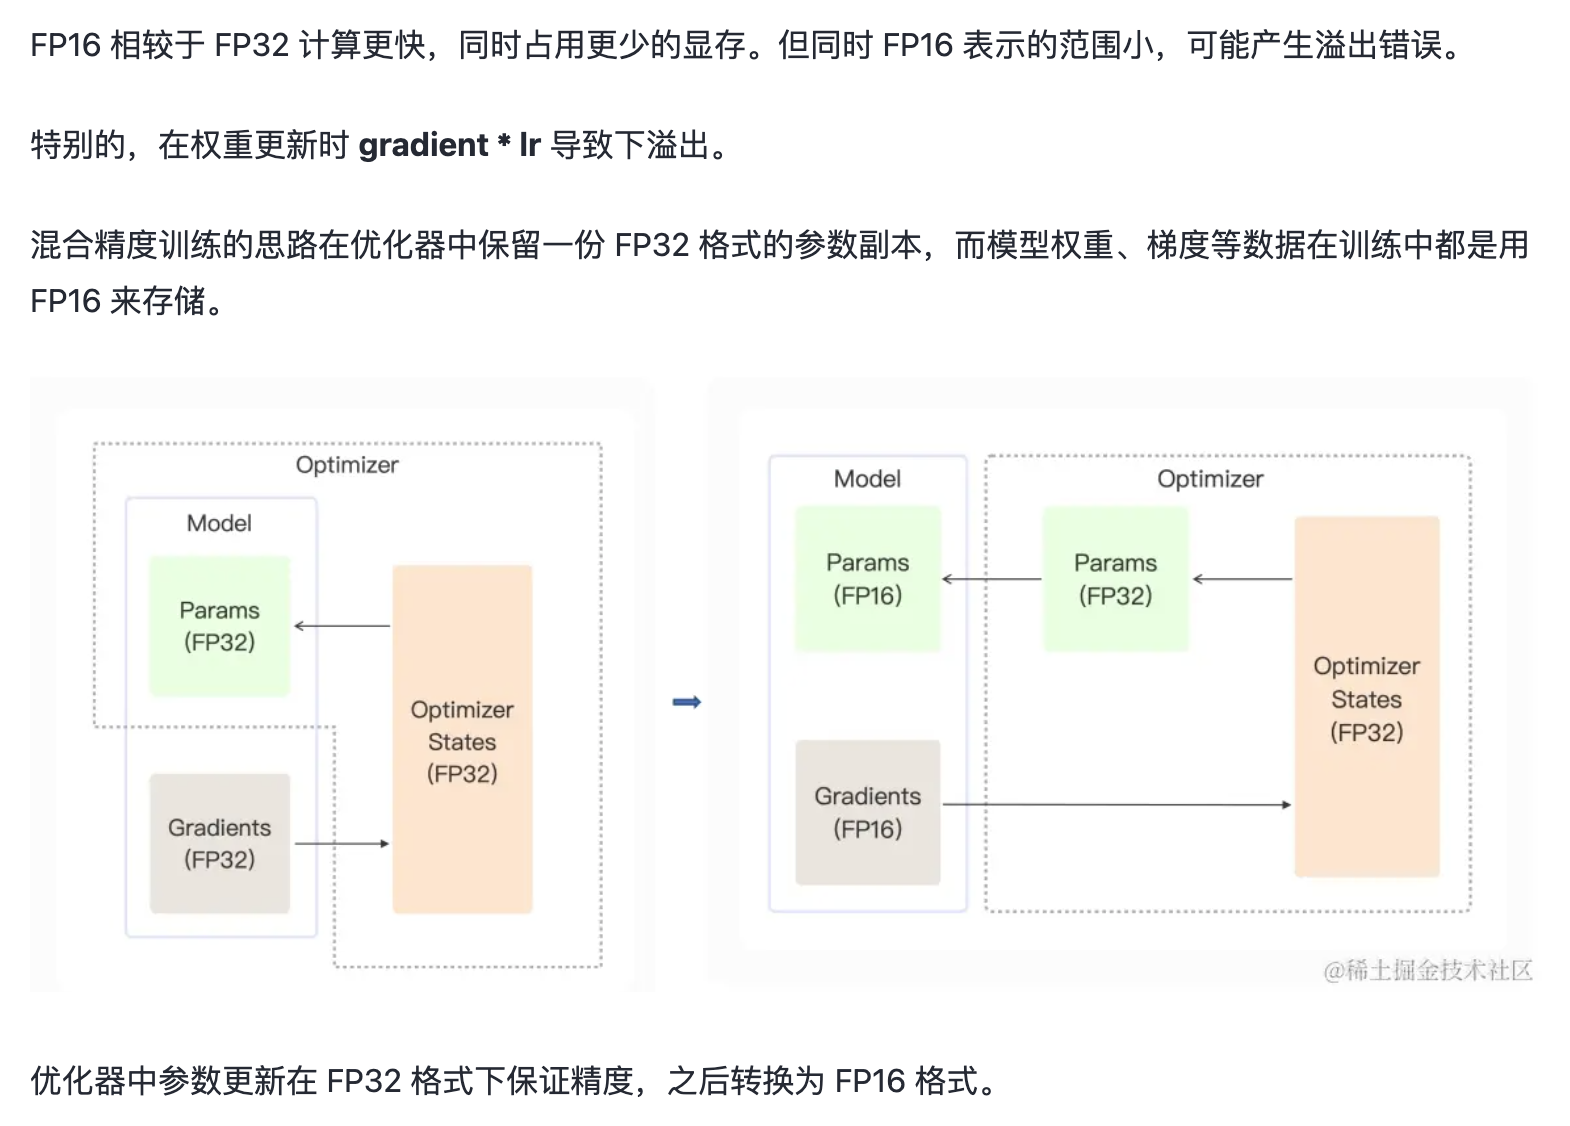 FP16 相较于 FP32 计算更快，同时占用更少的显存。但同时 FP16 表示的范围小，可能产生溢出错误。
特别的，在权重更新时 gradient * lr 导致下溢出。
混合精度训练的思路在优化器中保留一份 FP32 格式的参数副本，而模型权重、梯度等数据在训练中都是用
FP16 来存储。
Optimizer
Model
Params
(FP32)
Optimizer
States
(FP32)
Gradients
(FP32)
Model
Optimizer
Params
(FP16)
Params
(FP32)
Optimizer
States
(FP32)
Gradients
(FP16)
@稀土掘金技术社区
优化器中参数更新在 FP32 格式下保证精度，之后转换为 FP16 格式。